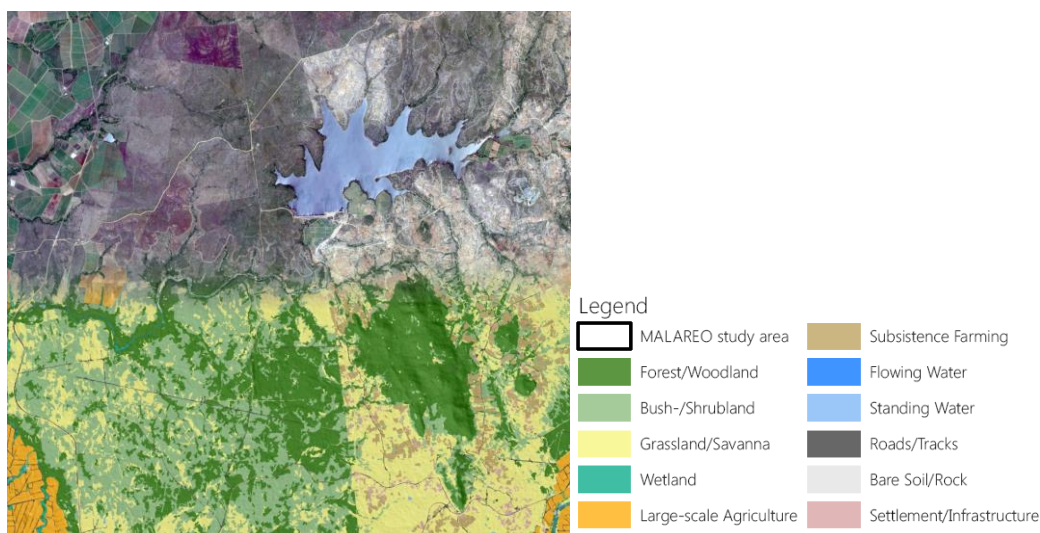 Legend
MALAREO study area
Forest/Woodland
Bush-/Shrubland
Grassland/Savanna
Wetland
Large-scale Agriculture
Subsistence Farming
Flowing Water
Standing Water
Roads/Tracks
Bare Soil/Rock
Settlement/Infrastructure